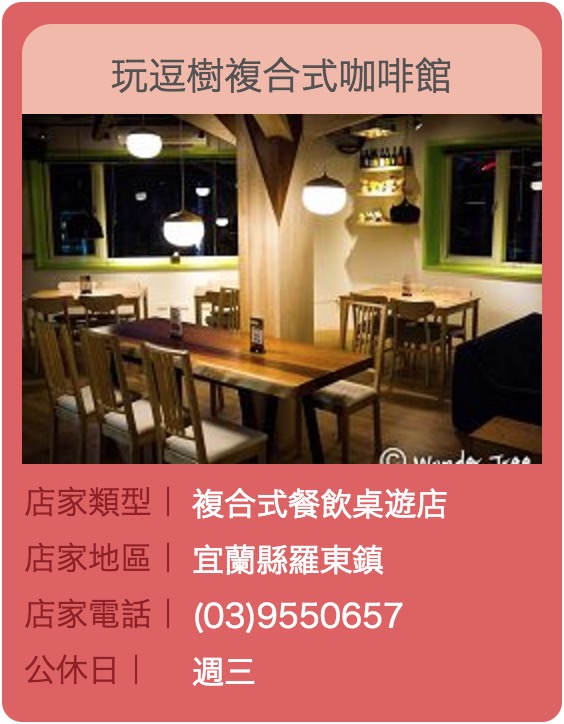 玩逗樹複合式咖啡館
© Wonder Tree
店家類型｜ 複合式餐飲桌遊店
店家地區｜ 宜蘭縣羅東鎮
店家電話｜ (03)9550657
公休日｜ 週三